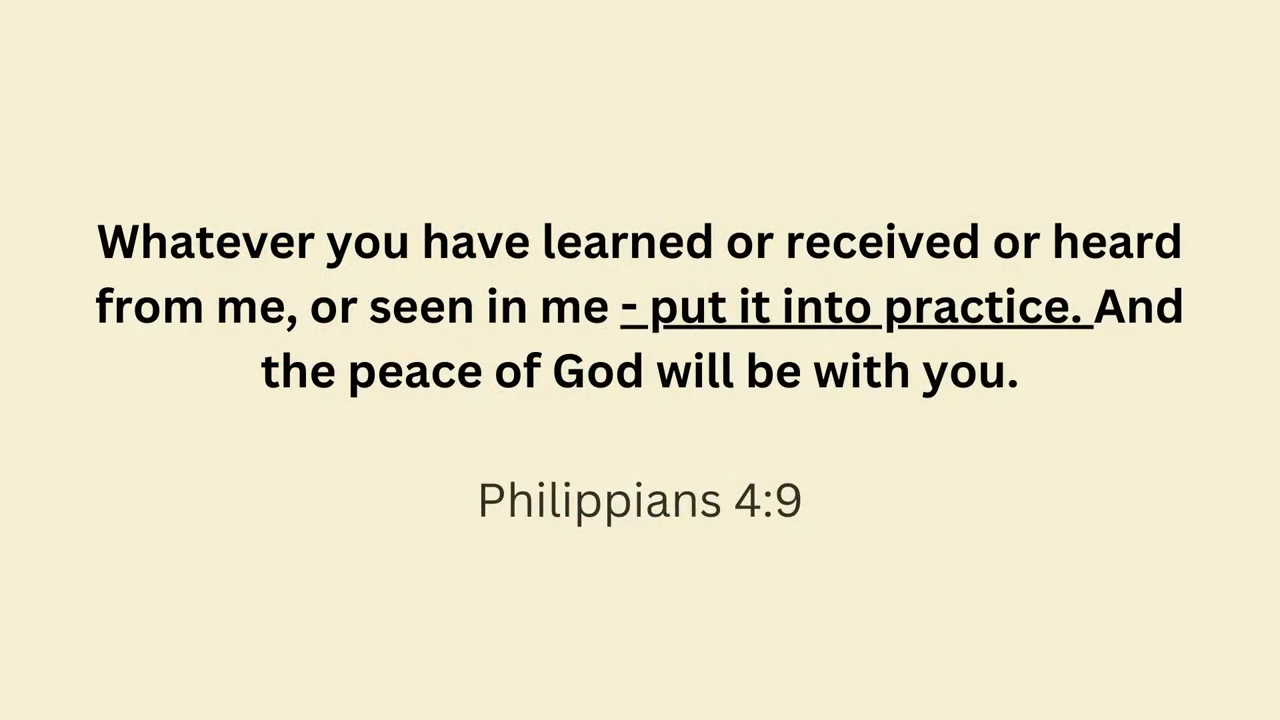 Whatever you have learned or received or heard
from me, or seen in me - put it into practice. And
the peace of God will be with you.
Philippians 4:9